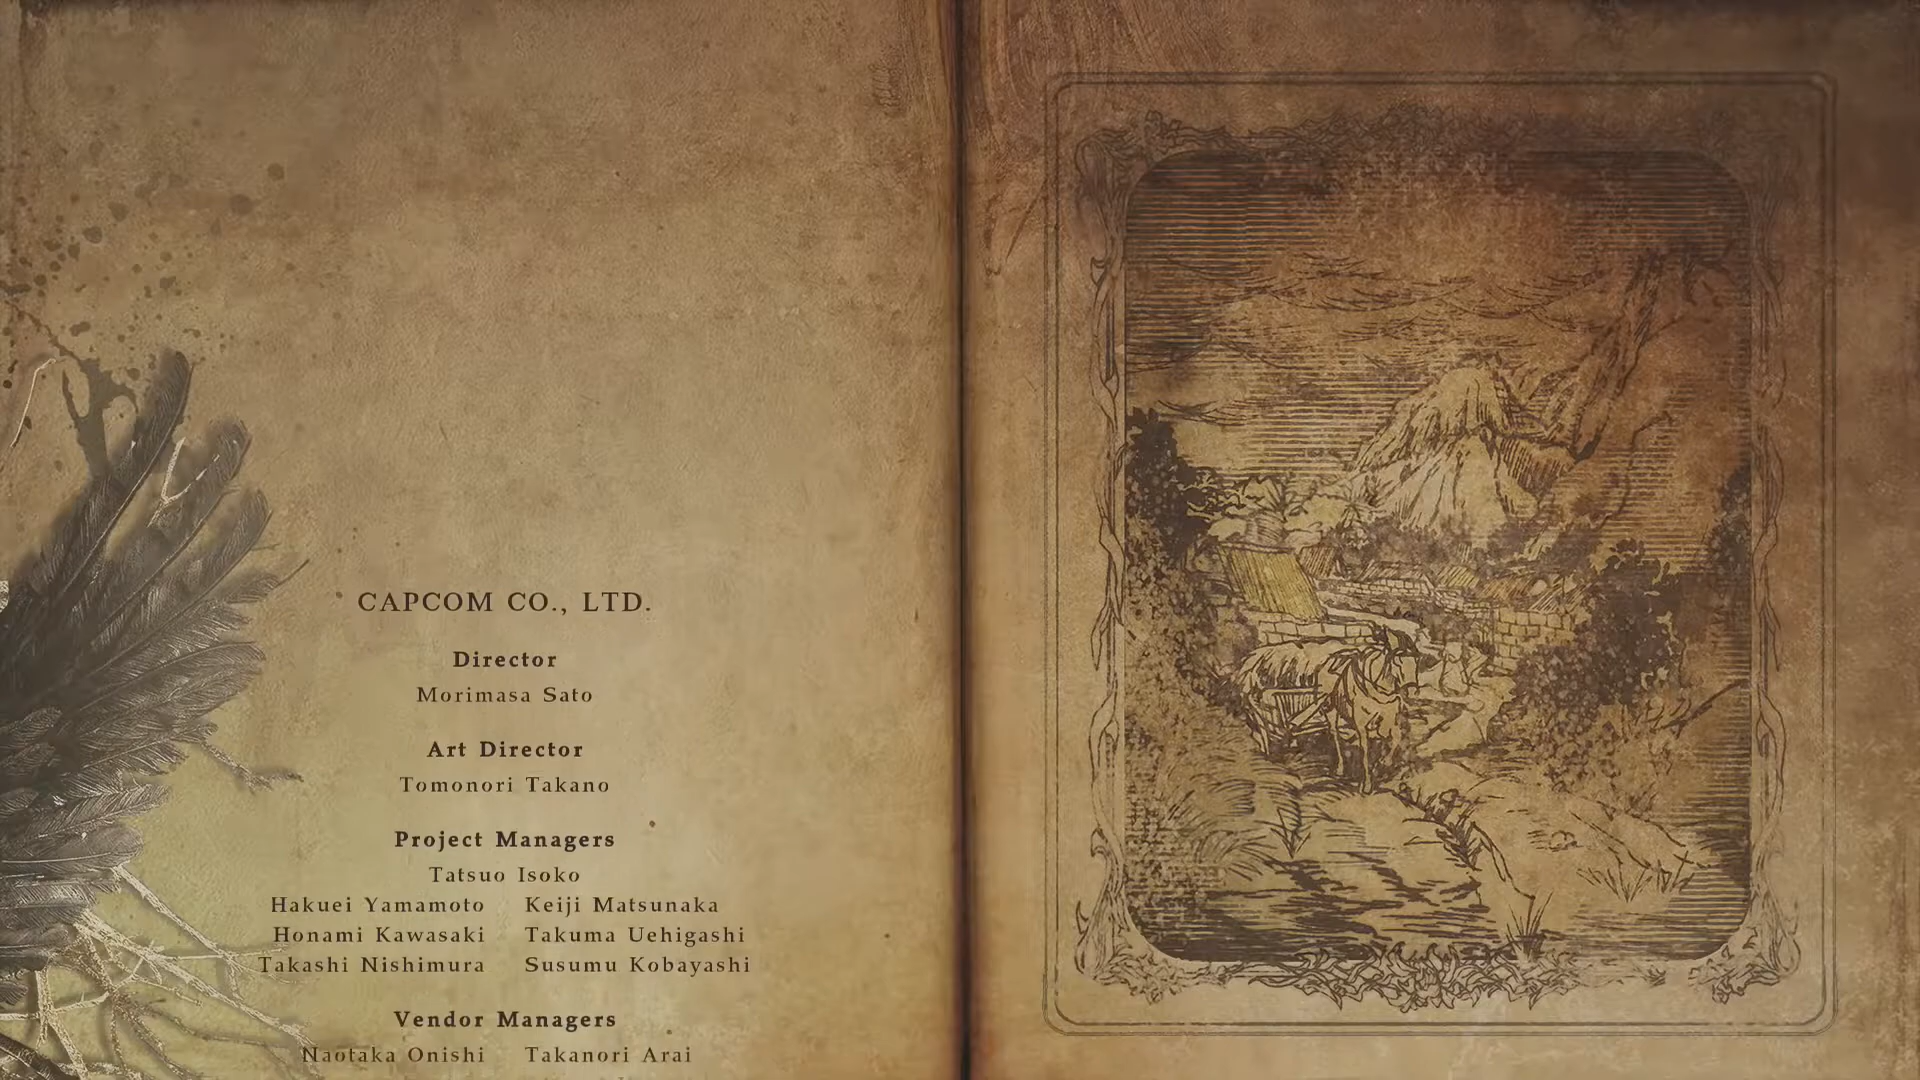 CAPCOM CO., LTD.
Director
Morimasa Sato
Art Director
Tomonori Takano
Project Managers
Tatsuo Isoko
Hakuei Yamamoto Keiji Matsunaka
Honami Kawasaki Takuma Uehigashi
Takashi Nishimura Susumu Kobayashi
Vendor Managers
Naotaka Onishi Takanori Arai